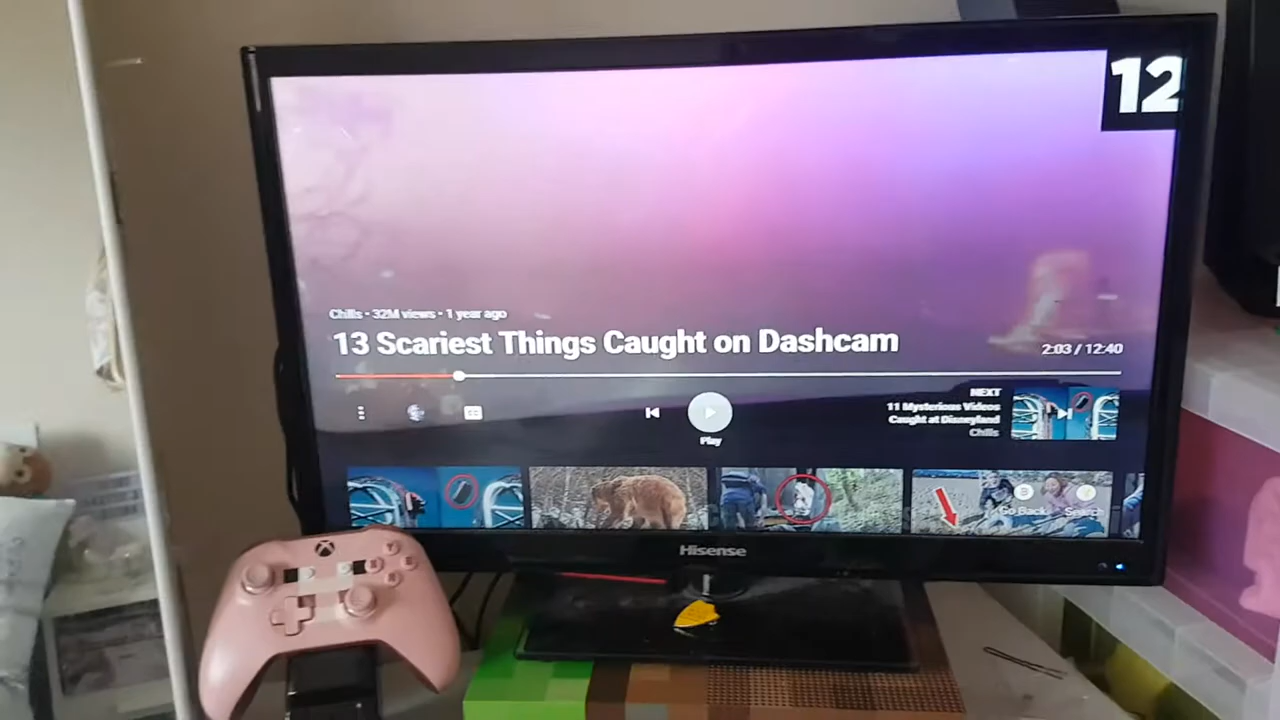 12
Chills • 32M views • 1 year ago
13 Scariest Things Caught on Dashcam
2:03 / 12:40
NEXT
11 Mysterious Videos
Caught at Disneyland
Chills
CC
Play
B
Y
Go Back
Search
Hisense